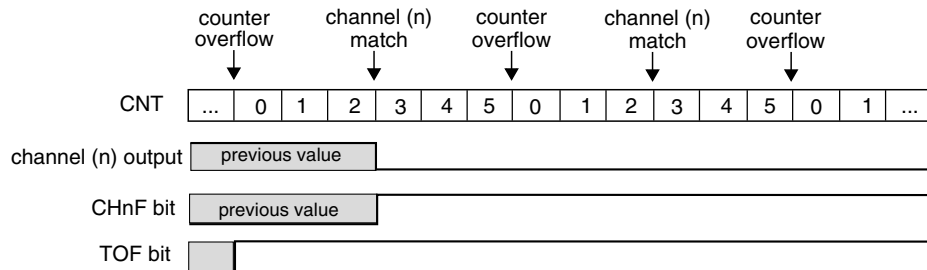 counter overflow
channel (n) match
counter overflow
channel (n) match
counter overflow
CNT ... 0 1 2 3 4 5 0 1 2 3 4 5 0 1 ...
channel (n) output previous value
CHnF bit previous value
TOF bit